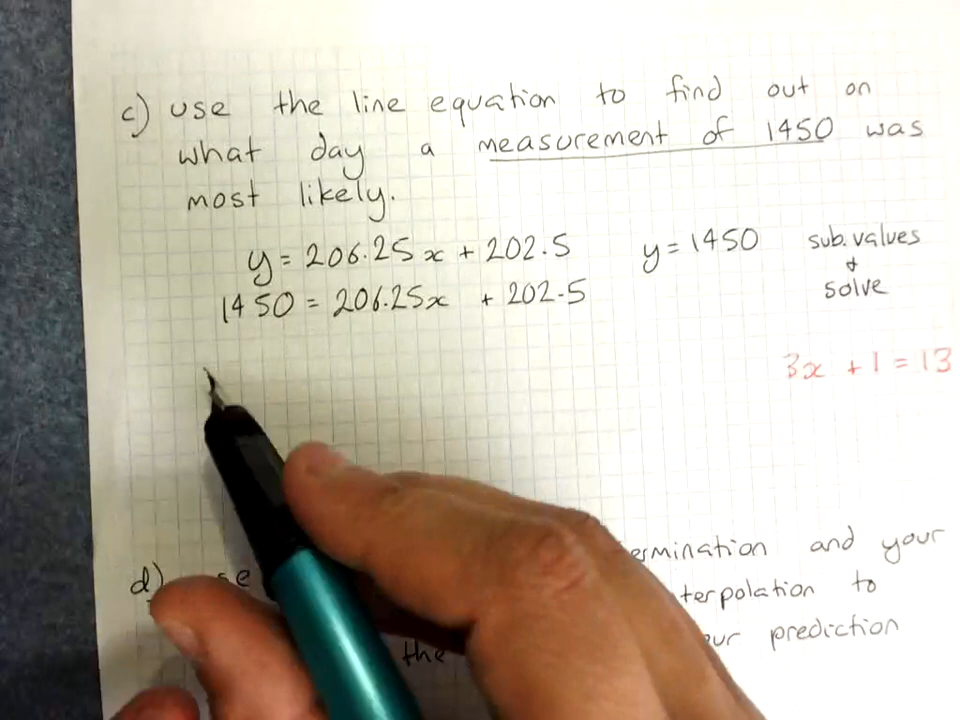 c) use the line equation to find out on
what day a measurement of 1450 was
most likely.
y = 206.25x + 202.5 y = 1450 sub. values
&
1450 = 206.25x + 202.5 solve
3x + 1 = 13
ermination and your
d)
terpolation to
our prediction
the